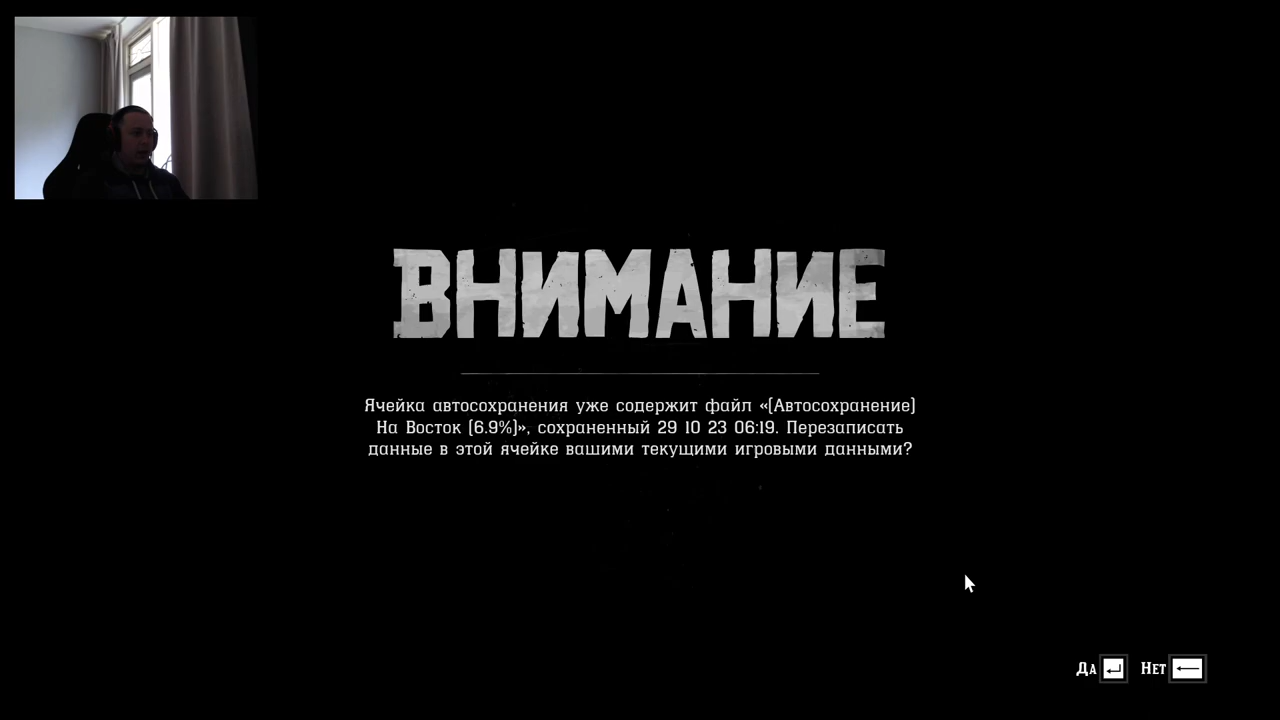 ВНИМАНИЕ
Ячейка автосохранения уже содержит файл «(Автосохранение)
На Восток (6.9%)», сохраненный 29 10 23 06:19. Перезаписать
данные в этой ячейке вашими текущими игровыми данными?
Да Нет